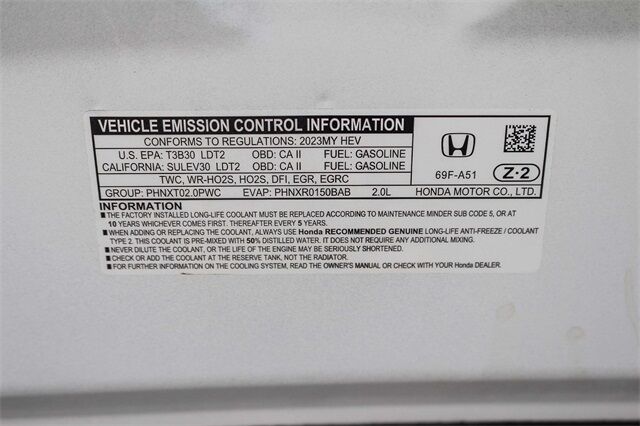 VEHICLE EMISSION CONTROL INFORMATION
CONFORMS TO REGULATIONS: 2023MY HEV
U.S. EPA: T3B30 LDT2 OBD: CA II FUEL: GASOLINE
CALIFORNIA: SULEV30 LDT2 OBD: CA II FUEL: GASOLINE
TWC, WR-HO2S, HO2S, DFI, EGR, EGRC
GROUP: PHNXT02.0PWC EVAP: PHNXR0150BAB 2.0L
69F-A51
Z·2
HONDA MOTOR CO., LTD.
INFORMATION
■ THE FACTORY INSTALLED LONG-LIFE COOLANT MUST BE REPLACED ACCORDING TO MAINTENANCE MINDER SUB CODE 5, OR AT
10 YEARS WHICHEVER COMES FIRST. THEREAFTER EVERY 5 YEARS.
■ WHEN ADDING OR REPLACING THE COOLANT, ALWAYS USE Honda RECOMMENDED GENUINE LONG-LIFE ANTI-FREEZE / COOLANT
TYPE 2. THIS COOLANT IS PRE-MIXED WITH 50% DISTILLED WATER. IT DOES NOT REQUIRE ANY ADDITIONAL MIXING.
■ NEVER DILUTE THE COOLANT, OR THE LIFE OF THE ENGINE MAY BE SERIOUSLY SHORTENED.
■ CHECK OR ADD COOLANT AT THE RESERVE TANK, NOT THE RADIATOR.
■ FOR FURTHER INFORMATION ON THE COOLING SYSTEM, READ THE OWNER'S MANUAL OR CHECK WITH YOUR Honda DEALER.